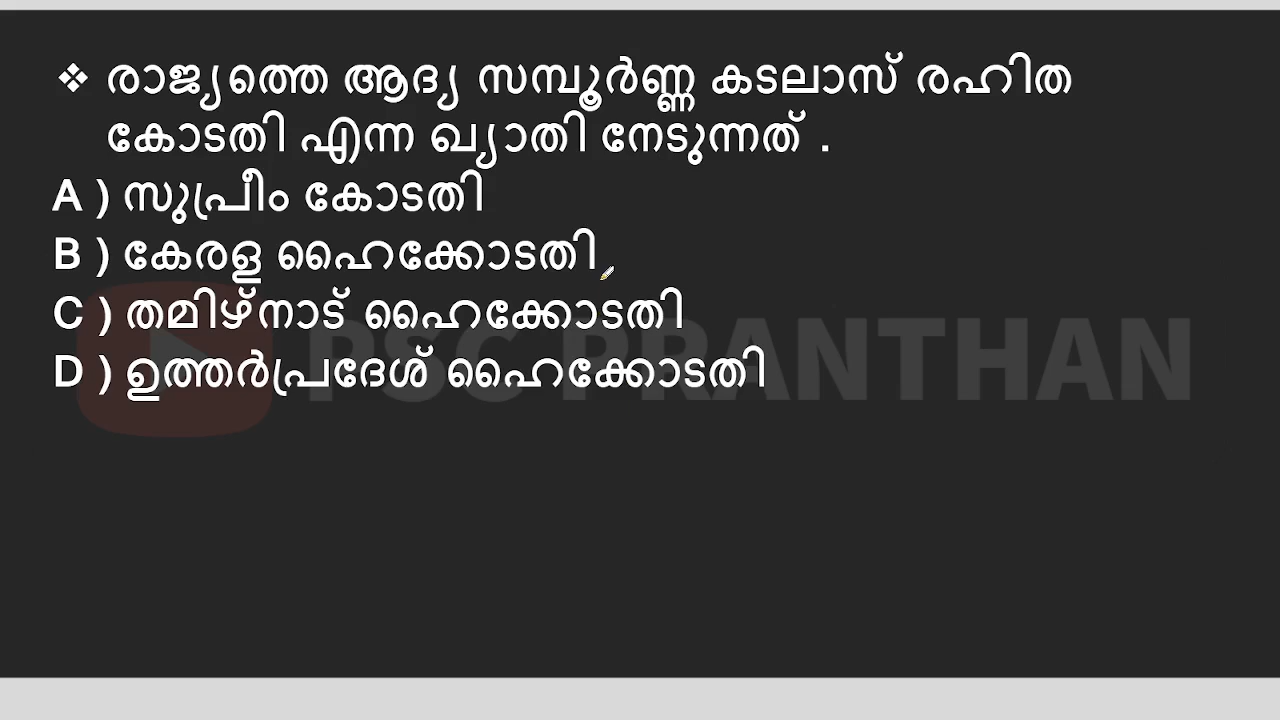 ❖ രാജ്യത്തെ ആദ്യ സമ്പൂർണ്ണ കടലാസ് രഹിത
കോടതി എന്ന ഖ്യാതി നേടുന്നത് .
A ) സുപ്രീം കോടതി
B ) കേരള ഹൈക്കോടതി
C ) തമിഴ്നാട് ഹൈക്കോടതി
D ) ഉത്തർപ്രദേശ് ഹൈക്കോടതി
PSC PRANTHAN